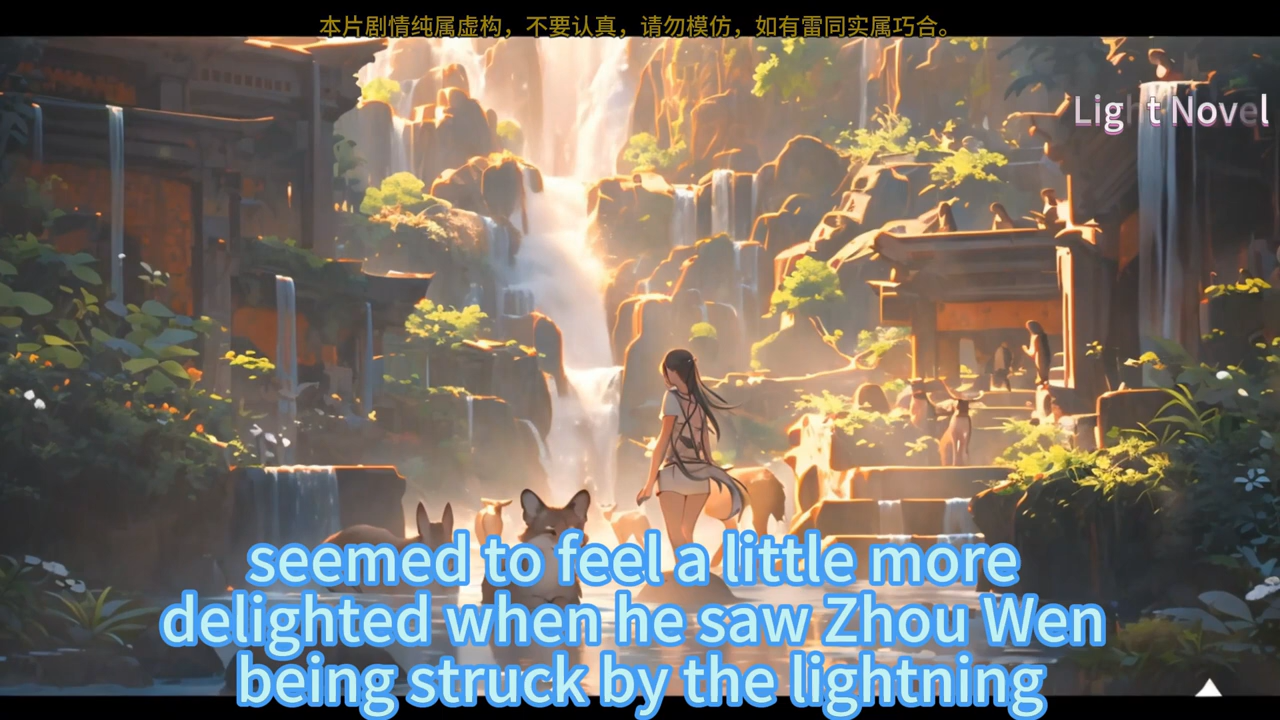 本片剧情纯属虚构，不要认真，请勿模仿，如有雷同实属巧合。
Light Novel
seemed to feel a little more
delighted when he saw Zhou Wen
being struck by the lightning